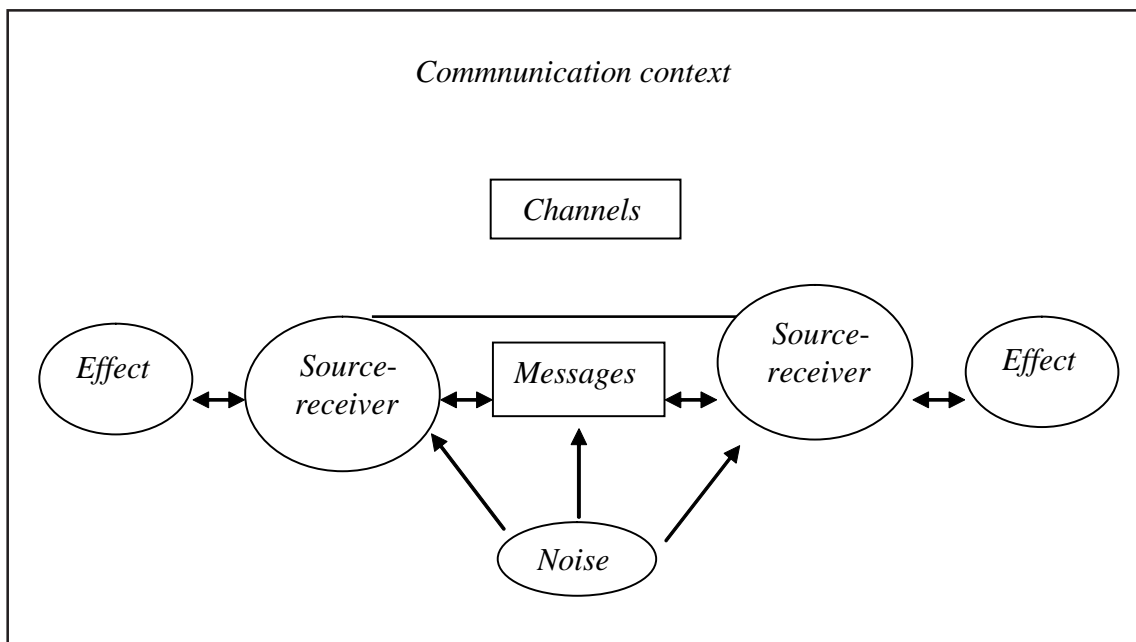 Commnunication context
Channels
Effect
Source-
receiver
Messages
Source-
receiver
Effect
Noise